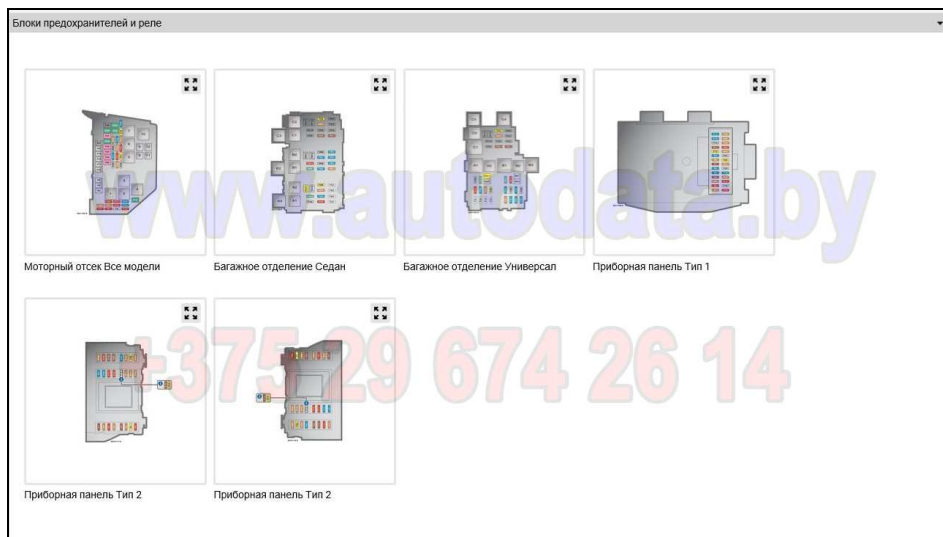 Блоки предохранителей и реле
Моторный отсек Все модели
Багажное отделение Седан
Багажное отделение Универсал
Приборная панель Тип 1
www.autodata.by
Приборная панель Тип 2
Приборная панель Тип 2
+375 29 674 26 14